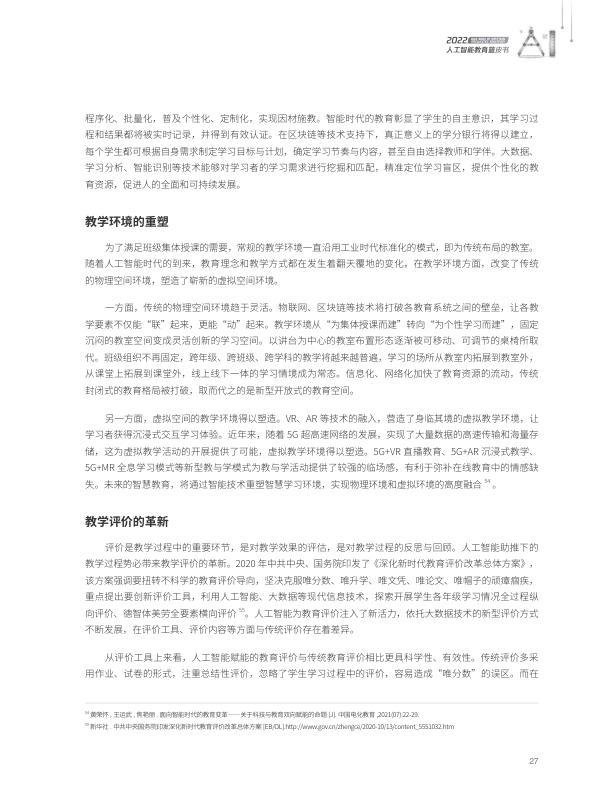 2022
人工智能教育蓝皮书
程序化、批量化，普及个性化、定制化，实现因材施教。智能时代的教育彰显了学生的自主意识，其学习过
程和结果都将被实时记录，并得到有效认证。在区块链等技术支持下，真正意义上的学分银行将得以建立，
每个学生都可根据自身需求制定学习目标与计划，确定学习节奏与内容，甚至自由选择教师和学伴。大数据、
学习分析、智能识别等技术能够对学习者的学习需求进行挖掘和匹配，精准定位学习盲区，提供个性化的教
育资源，促进人的全面和可持续发展。
教学环境的重塑
为了满足班级集体授课的需要，常规的教学环境一直沿用工业时代标准化的模式，即为传统布局的教室。
随着人工智能时代的到来，教育理念和教学方式都在发生着翻天覆地的变化，在教学环境方面，改变了传统
的物理空间环境，塑造了崭新的虚拟空间环境。
一方面，传统的物理空间环境趋于灵活。物联网、区块链等技术将打破各教育系统之间的壁垒，让各教
学要素不仅能“联”起来，更能“动”起来。教学环境从“为集体授课而建”转向“为个性学习而建”，固定
沉闷的教室空间变成灵活创新的学习空间。以讲台为中心的教室布置形态逐渐被可移动、可调节的桌椅所取
代。班级组织不再固定，跨年级、跨班级、跨学科的教学将越来越普遍，学习的场所从教室内拓展到教室外，
从课堂上拓展到课堂外，线上线下一体的学习情境成为常态。信息化、网络化加快了教育资源的流动，传统
封闭式的教育格局被打破，取而代之的是新型开放式的教育空间。
另一方面，虚拟空间的教学环境得以塑造。VR、AR 等技术的融入，营造了身临其境的虚拟教学环境，让
学习者获得沉浸式交互学习体验。近年来，随着 5G 超高速网络的发展，实现了大量数据的高速传输和海量存
储，这为虚拟教学活动的开展提供了可能，虚拟教学环境得以塑造。5G+VR 直播教育、5G+AR 沉浸式教学、
5G+MR 全息学习模式等新型教与学模式为教与学活动提供了较强的临场感，有利于弥补在线教育中的情感缺
失。未来的智慧教育，将通过智能技术重塑智慧学习环境，实现物理环境和虚拟环境的高度融合 54 。
教学评价的革新
评价是教学过程中的重要环节，是对教学效果的评估，是对教学过程的反思与回顾。人工智能助推下的
教学过程势必带来教学评价的革新。2020 年中共中央、国务院印发了《深化新时代教育评价改革总体方案》，
该方案强调要扭转不科学的教育评价导向，坚决克服唯分数、唯升学、唯文凭、唯论文、唯帽子的顽瘴痼疾，
重点提出要创新评价工具，利用人工智能、大数据等现代信息技术，探索开展学生各年级学习情况全过程纵
向评价、德智体美劳全要素横向评价 55。人工智能为教育评价注入了新活力，依托大数据技术的新型评价方式
不断发展，在评价工具、评价内容等方面与传统评价存在着差异。
从评价工具上来看，人工智能赋能的教育评价与传统教育评价相比更具科学性、有效性。传统评价多采
用作业、试卷的形式，注重总结性评价，忽略了学生学习过程中的评价，容易造成“唯分数”的误区。而在
54 黄荣怀 , 王运武 , 焦艳丽 . 面向智能时代的教育变革——关于科技与教育双向赋能的命题 [J]. 中国电化教育 ,2021(07):22-29.
55 新华社 . 中共中央国务院印发深化新时代教育评价改革总体方案 [EB/OL].http://www.gov.cn/zhengce/2020-10/13/content_5551032.htm
27